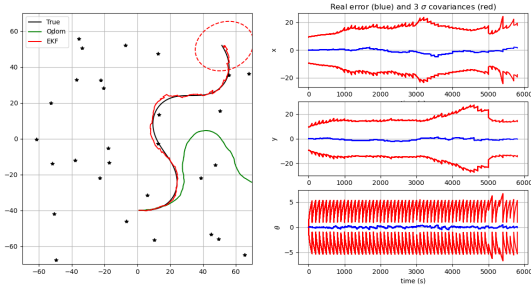 Real error (blue) and 3 σ covariances (red)
True
Odom
EKF
60
40
20
0
−20
−40
−60
−60 −40 −20 0 20 40 60
x
20
0
−20
0 1000 2000 3000 4000 5000 6000
y
20
0
−20
0 1000 2000 3000 4000 5000 6000
θ
5
0
−5
0 1000 2000 3000 4000 5000 6000
time (s)